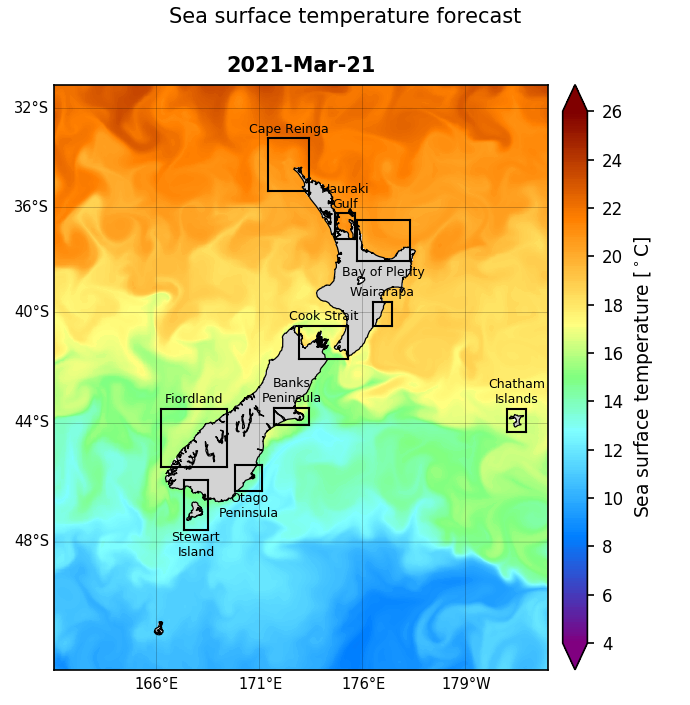 Sea surface temperature forecast
2021-Mar-21
32°S
36°S
40°S
44°S
48°S
166°E
171°E
176°E
179°W
Cape Reinga
Hauraki
Gulf
Bay of Plenty
Wairarapa
Cook Strait
Banks
Peninsula
Chatham
Islands
Fiordland
Otago
Peninsula
Stewart
Island
26
24
22
20
18
16
14
12
10
8
6
4
Sea surface temperature [°C]